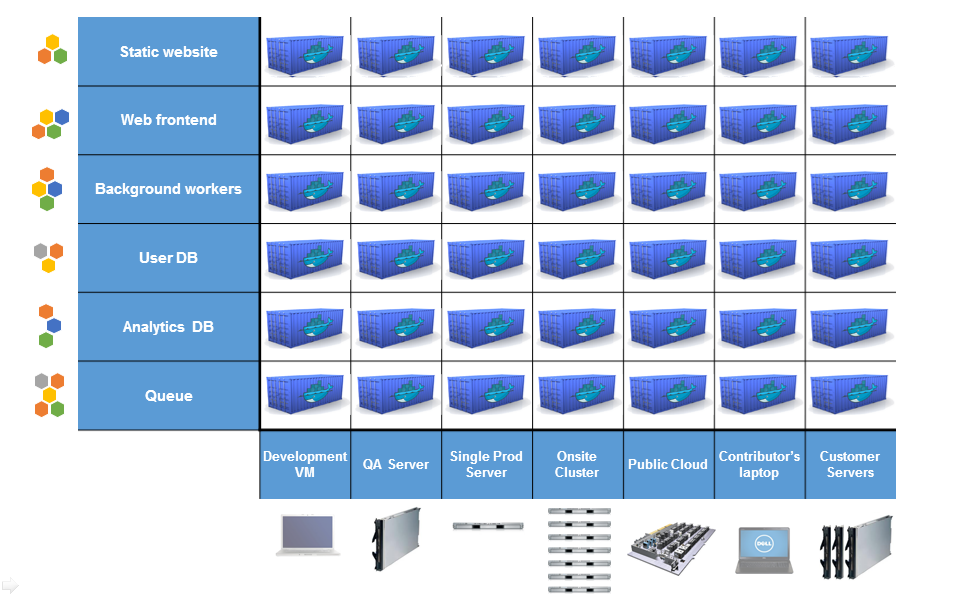 Static website
Web frontend
Background workers
User DB
Analytics DB
Queue
Development
VM
QA Server
Single Prod
Server
Onsite
Cluster
Public Cloud
Contributor's
laptop
Customer
Servers
DELL